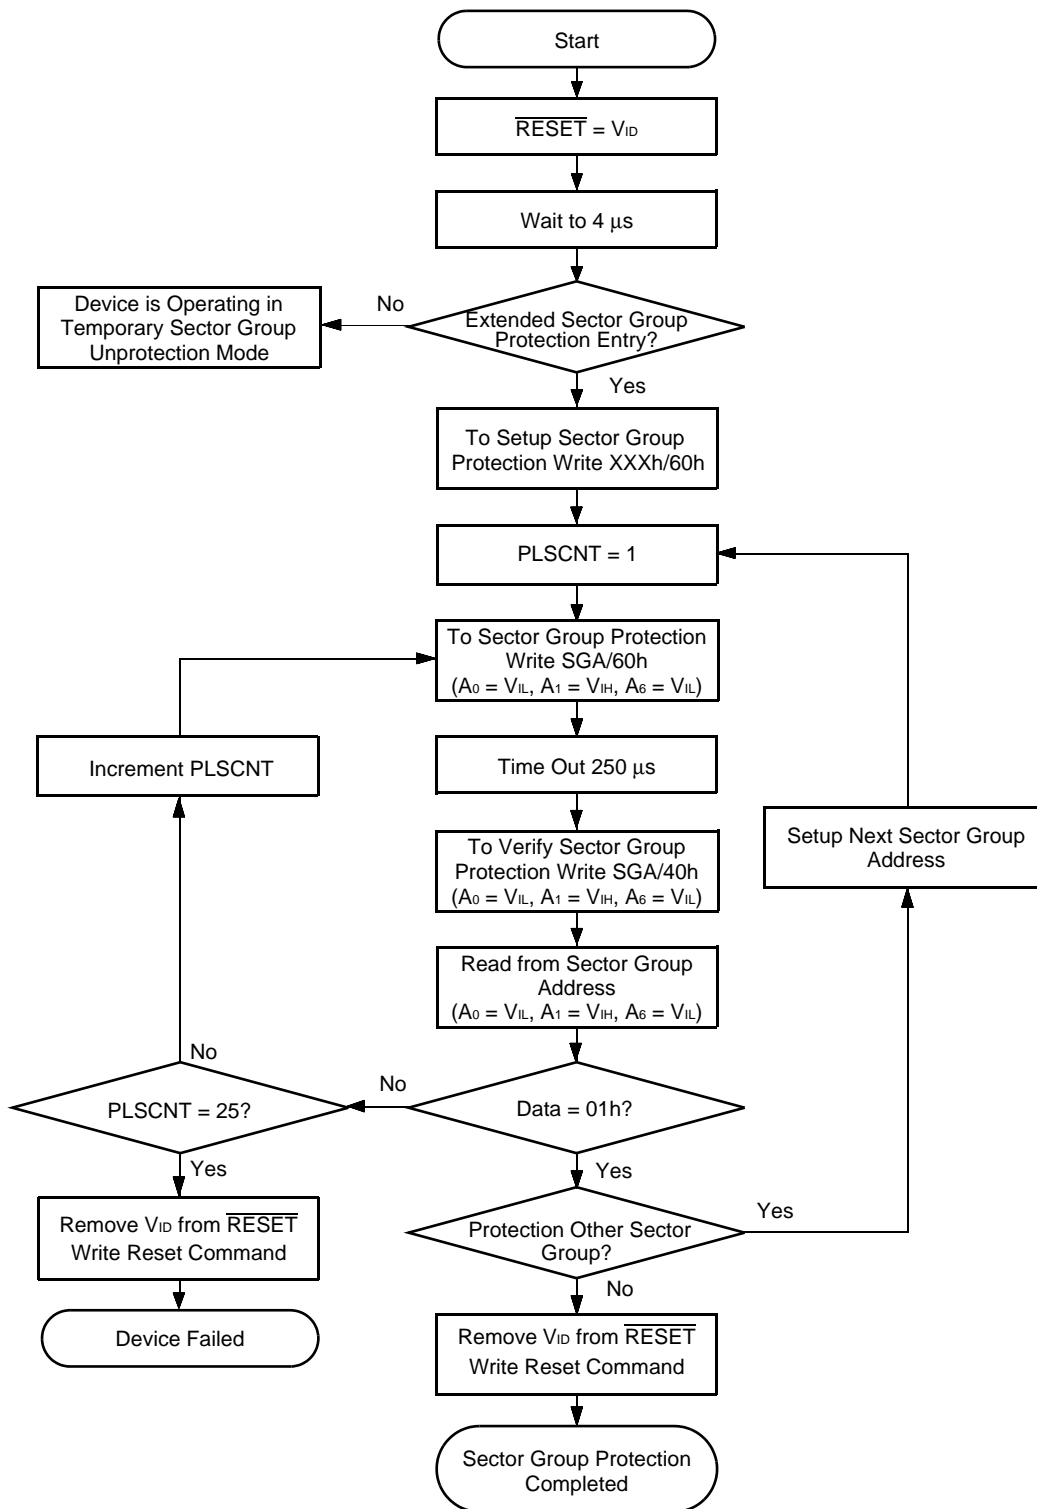 Start
RESET = VID
Wait to 4 μs
No
Device is Operating in
Temporary Sector Group
Unprotection Mode
Extended Sector Group
Protection Entry?
Yes
To Setup Sector Group
Protection Write XXXh/60h
PLSCNT = 1
To Sector Group Protection
Write SGA/60h
(A0 = VIL, A1 = VIH, A6 = VIL)
Increment PLSCNT
Time Out 250 μs
To Verify Sector Group
Protection Write SGA/40h
(A0 = VIL, A1 = VIH, A6 = VIL)
Setup Next Sector Group
Address
Read from Sector Group
Address
(A0 = VIL, A1 = VIH, A6 = VIL)
No
No
PLSCNT = 25?
Data = 01h?
Yes
Yes
Remove VID from RESET
Write Reset Command
Protection Other Sector
Group?
Yes
No
Device Failed
Remove VID from RESET
Write Reset Command
Sector Group Protection
Completed